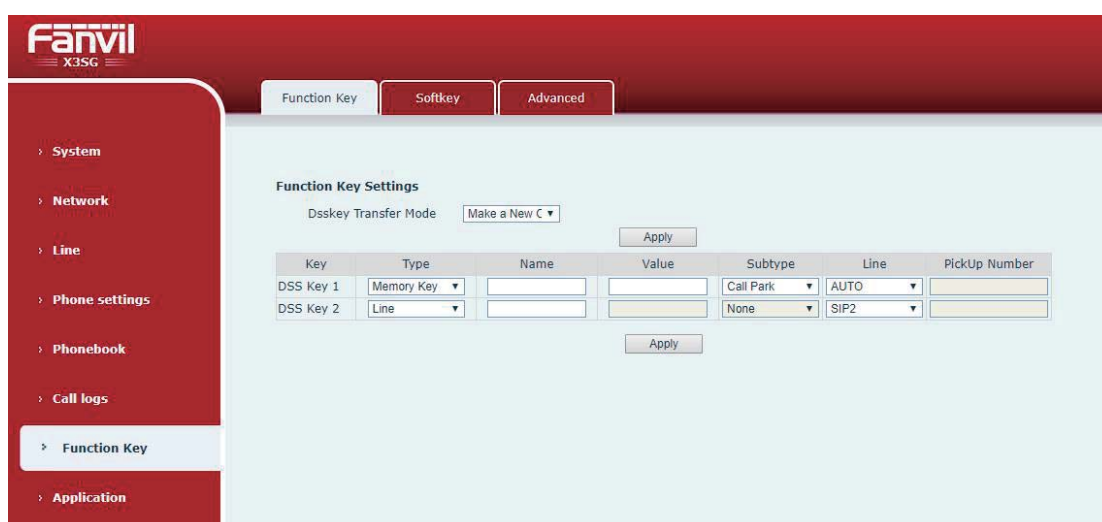 Fanvil
X3SG
Function Key Softkey Advanced
› System
› Network
› Line
› Phone settings
› Phonebook
› Call logs
› Function Key
› Application
Function Key Settings
Dsskey Transfer Mode Make a New C ▼
Apply
Key Type Name Value Subtype Line PickUp Number
DSS Key 1 Memory Key ▼ Call Park ▼ AUTO ▼
DSS Key 2 Line ▼ None ▼ SIP2 ▼
Apply